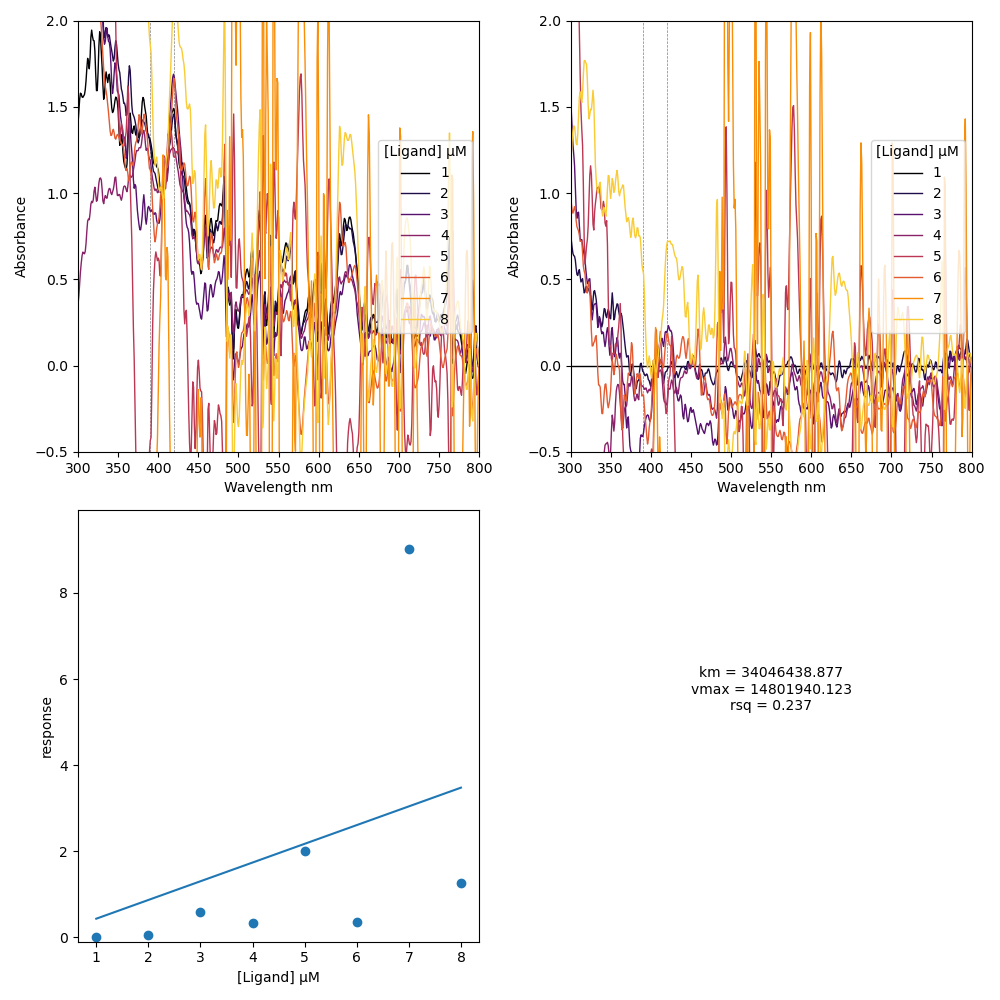 2.0
1.5
1.0
0.5
0.0
−0.5
Absorbance
300 350 400 450 500 550 600 650 700 750 800
Wavelength nm
[Ligand] μM
1
2
3
4
5
6
7
8
2.0
1.5
1.0
0.5
0.0
−0.5
Absorbance
300 350 400 450 500 550 600 650 700 750 800
Wavelength nm
[Ligand] μM
1
2
3
4
5
6
7
8
8
6
4
2
0
response
1 2 3 4 5 6 7 8
[Ligand] μM
km = 34046438.877
vmax = 14801940.123
rsq = 0.237